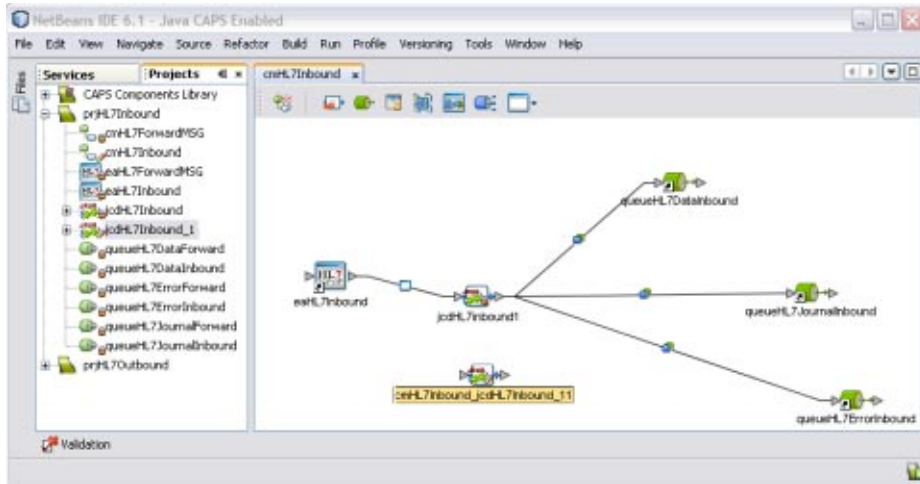 NetBeans IDE 6.1 - Java CAPS Enabled
File Edit View Navigate Source Refactor Build Run Profile Versioning Tools Window Help
Files
Services Projects
cmHL7Inbound
CAPS Components Library
prjHL7Inbound
cmHL7ForwardMSG
cmHL7Inbound
eaHL7ForwardMSG
eaHL7Inbound
jcdHL7Inbound
jcdHL7Inbound_1
queueHL7DataForward
queueHL7DataInbound
queueHL7ErrorForward
queueHL7ErrorInbound
queueHL7JournalForward
queueHL7JournalInbound
prjHL7Outbound
queueHL7DataInbound
HL7
eaHL7Inbound
jcdHL7Inbound1
queueHL7JournalInbound
cmHL7Inbound_jcdHL7Inbound_11
queueHL7ErrorInbound
Validation